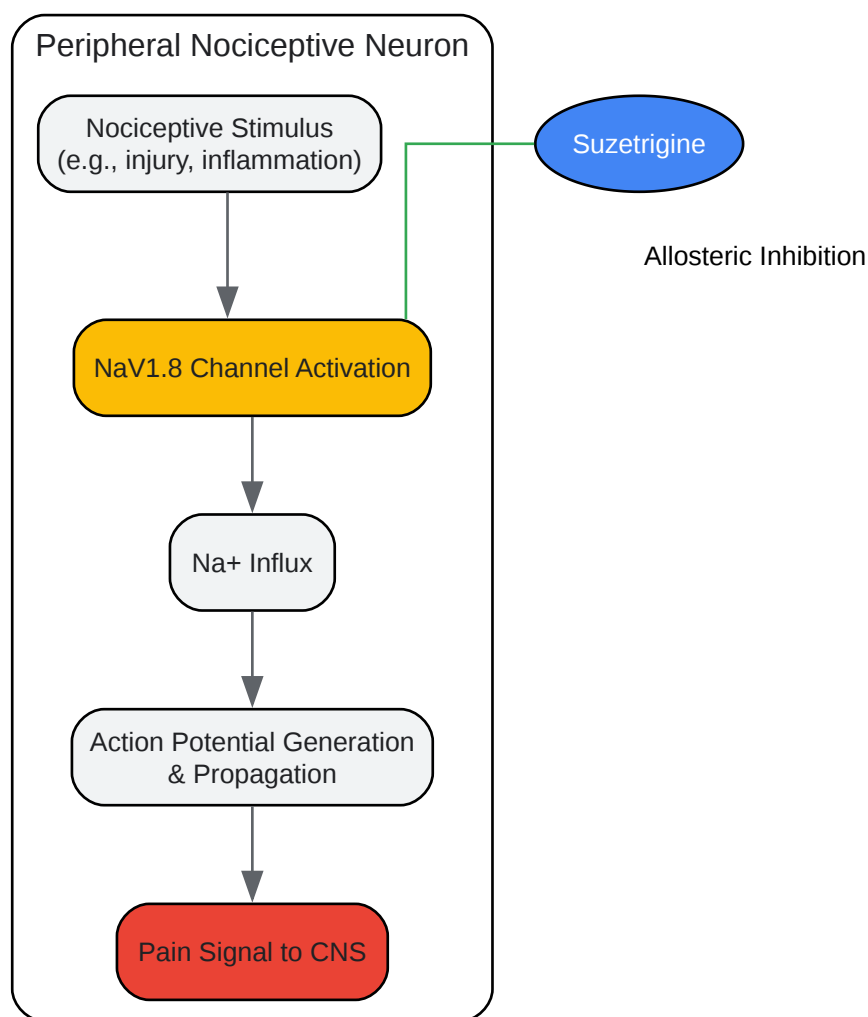 Peripheral Nociceptive Neuron
Nociceptive Stimulus
(e.g., injury, inflammation)
Suzetrigine
Allosteric Inhibition
NaV1.8 Channel Activation
Na+ Influx
Action Potential Generation
& Propagation
Pain Signal to CNS